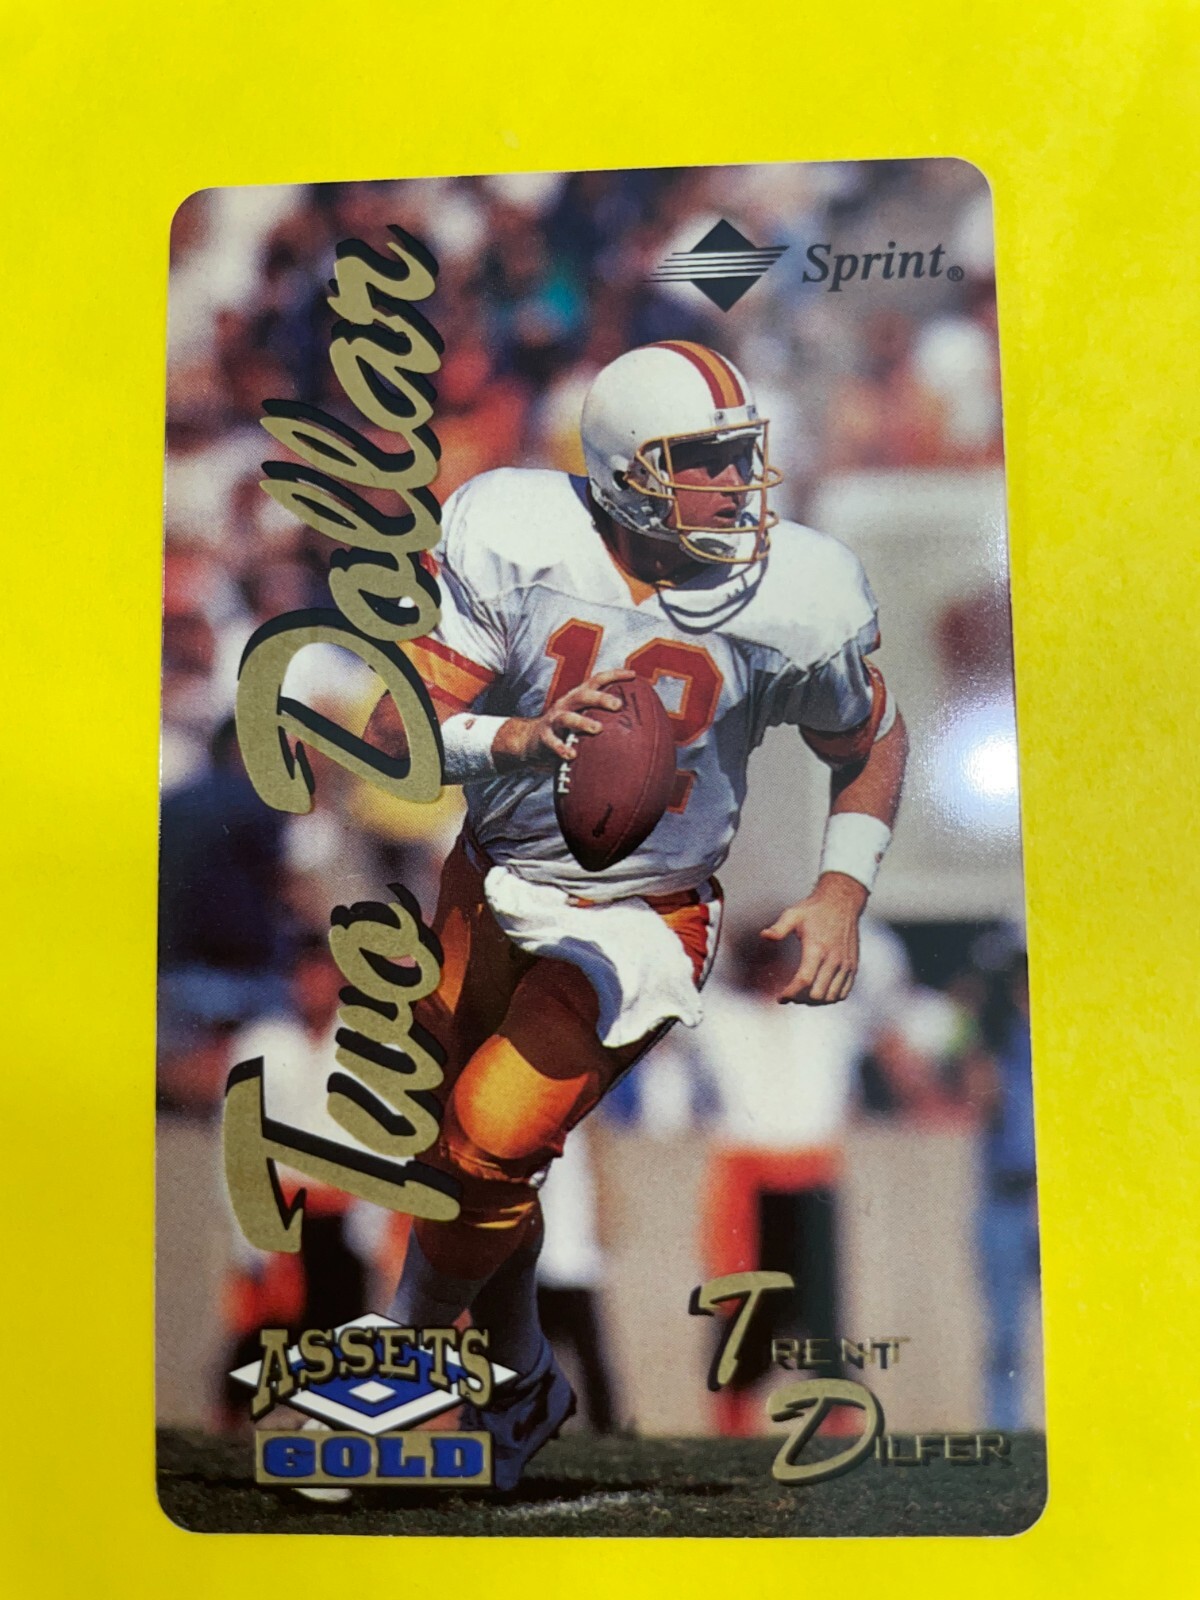 Sprint®
Two Dollar
12
ASSETS
GOLD
TRENT
DILFER